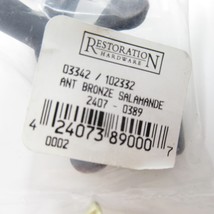 RESTORATION
HARDWARE
03342 / 102332
ANT BRONZE SALAMANDE
2407 - 0389
4 24073 89000 7
0002